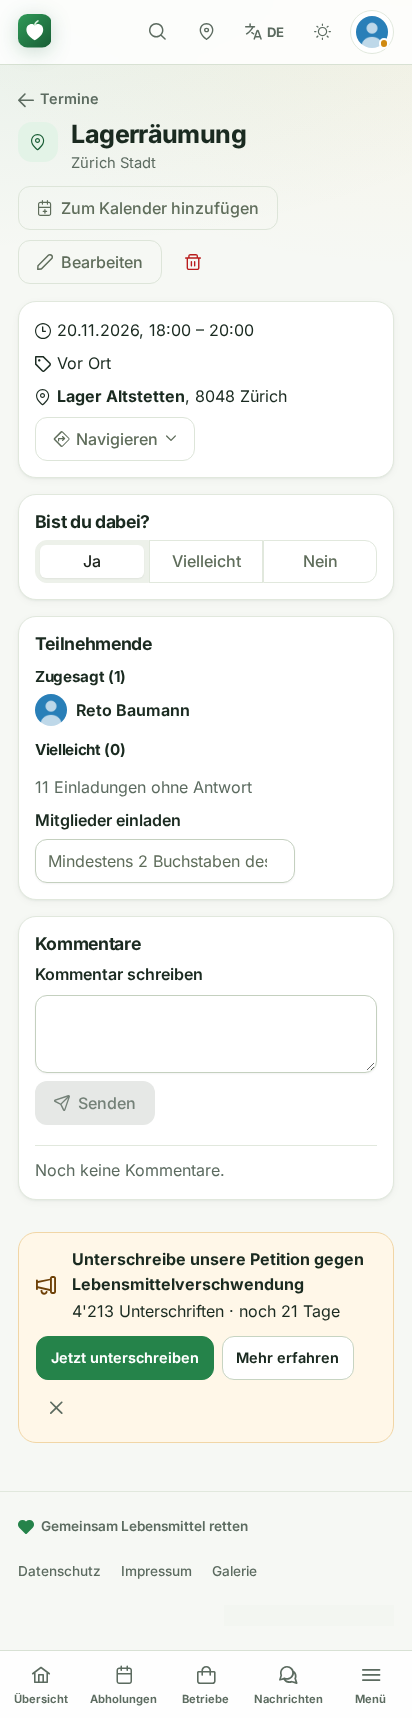 DE
Termine
Lagerräumung
Zürich Stadt
Zum Kalender hinzufügen
Bearbeiten
20.11.2026, 18:00 – 20:00
Vor Ort
Lager Altstetten, 8048 Zürich
Navigieren
Bist du dabei?
Ja Vielleicht Nein
Teilnehmende
Zugesagt (1)
Reto Baumann
Vielleicht (0)
11 Einladungen ohne Antwort
Mitglieder einladen
Mindestens 2 Buchstaben des
Kommentare
Kommentar schreiben
Senden
Noch keine Kommentare.
Unterschreibe unsere Petition gegen
Lebensmittelverschwendung
4'213 Unterschriften · noch 21 Tage
Jetzt unterschreiben Mehr erfahren
Gemeinsam Lebensmittel retten
Datenschutz Impressum Galerie
Übersicht Abholungen Betriebe Nachrichten Menü